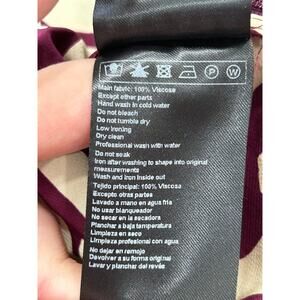 P W
Main fabric: 100% Viscose
Except other parts
Hand wash in cold water
Do not bleach
Do not tumble dry
Low ironing
Dry clean
Professional wash with water
Do not soak
Iron after washing to shape into original
measurements
Wash and iron inside out
Tejido principal: 100% Viscosa
Excepto otras partes
Lavado a mano en agua fria
No usar blanqueador
No secar en la secadora
Planchar a baja temperatura
Limpieza en seco
Limpieza profesional con agua
No dejar en remojo
Devolver a su forma original
Lavar y planchar del revés